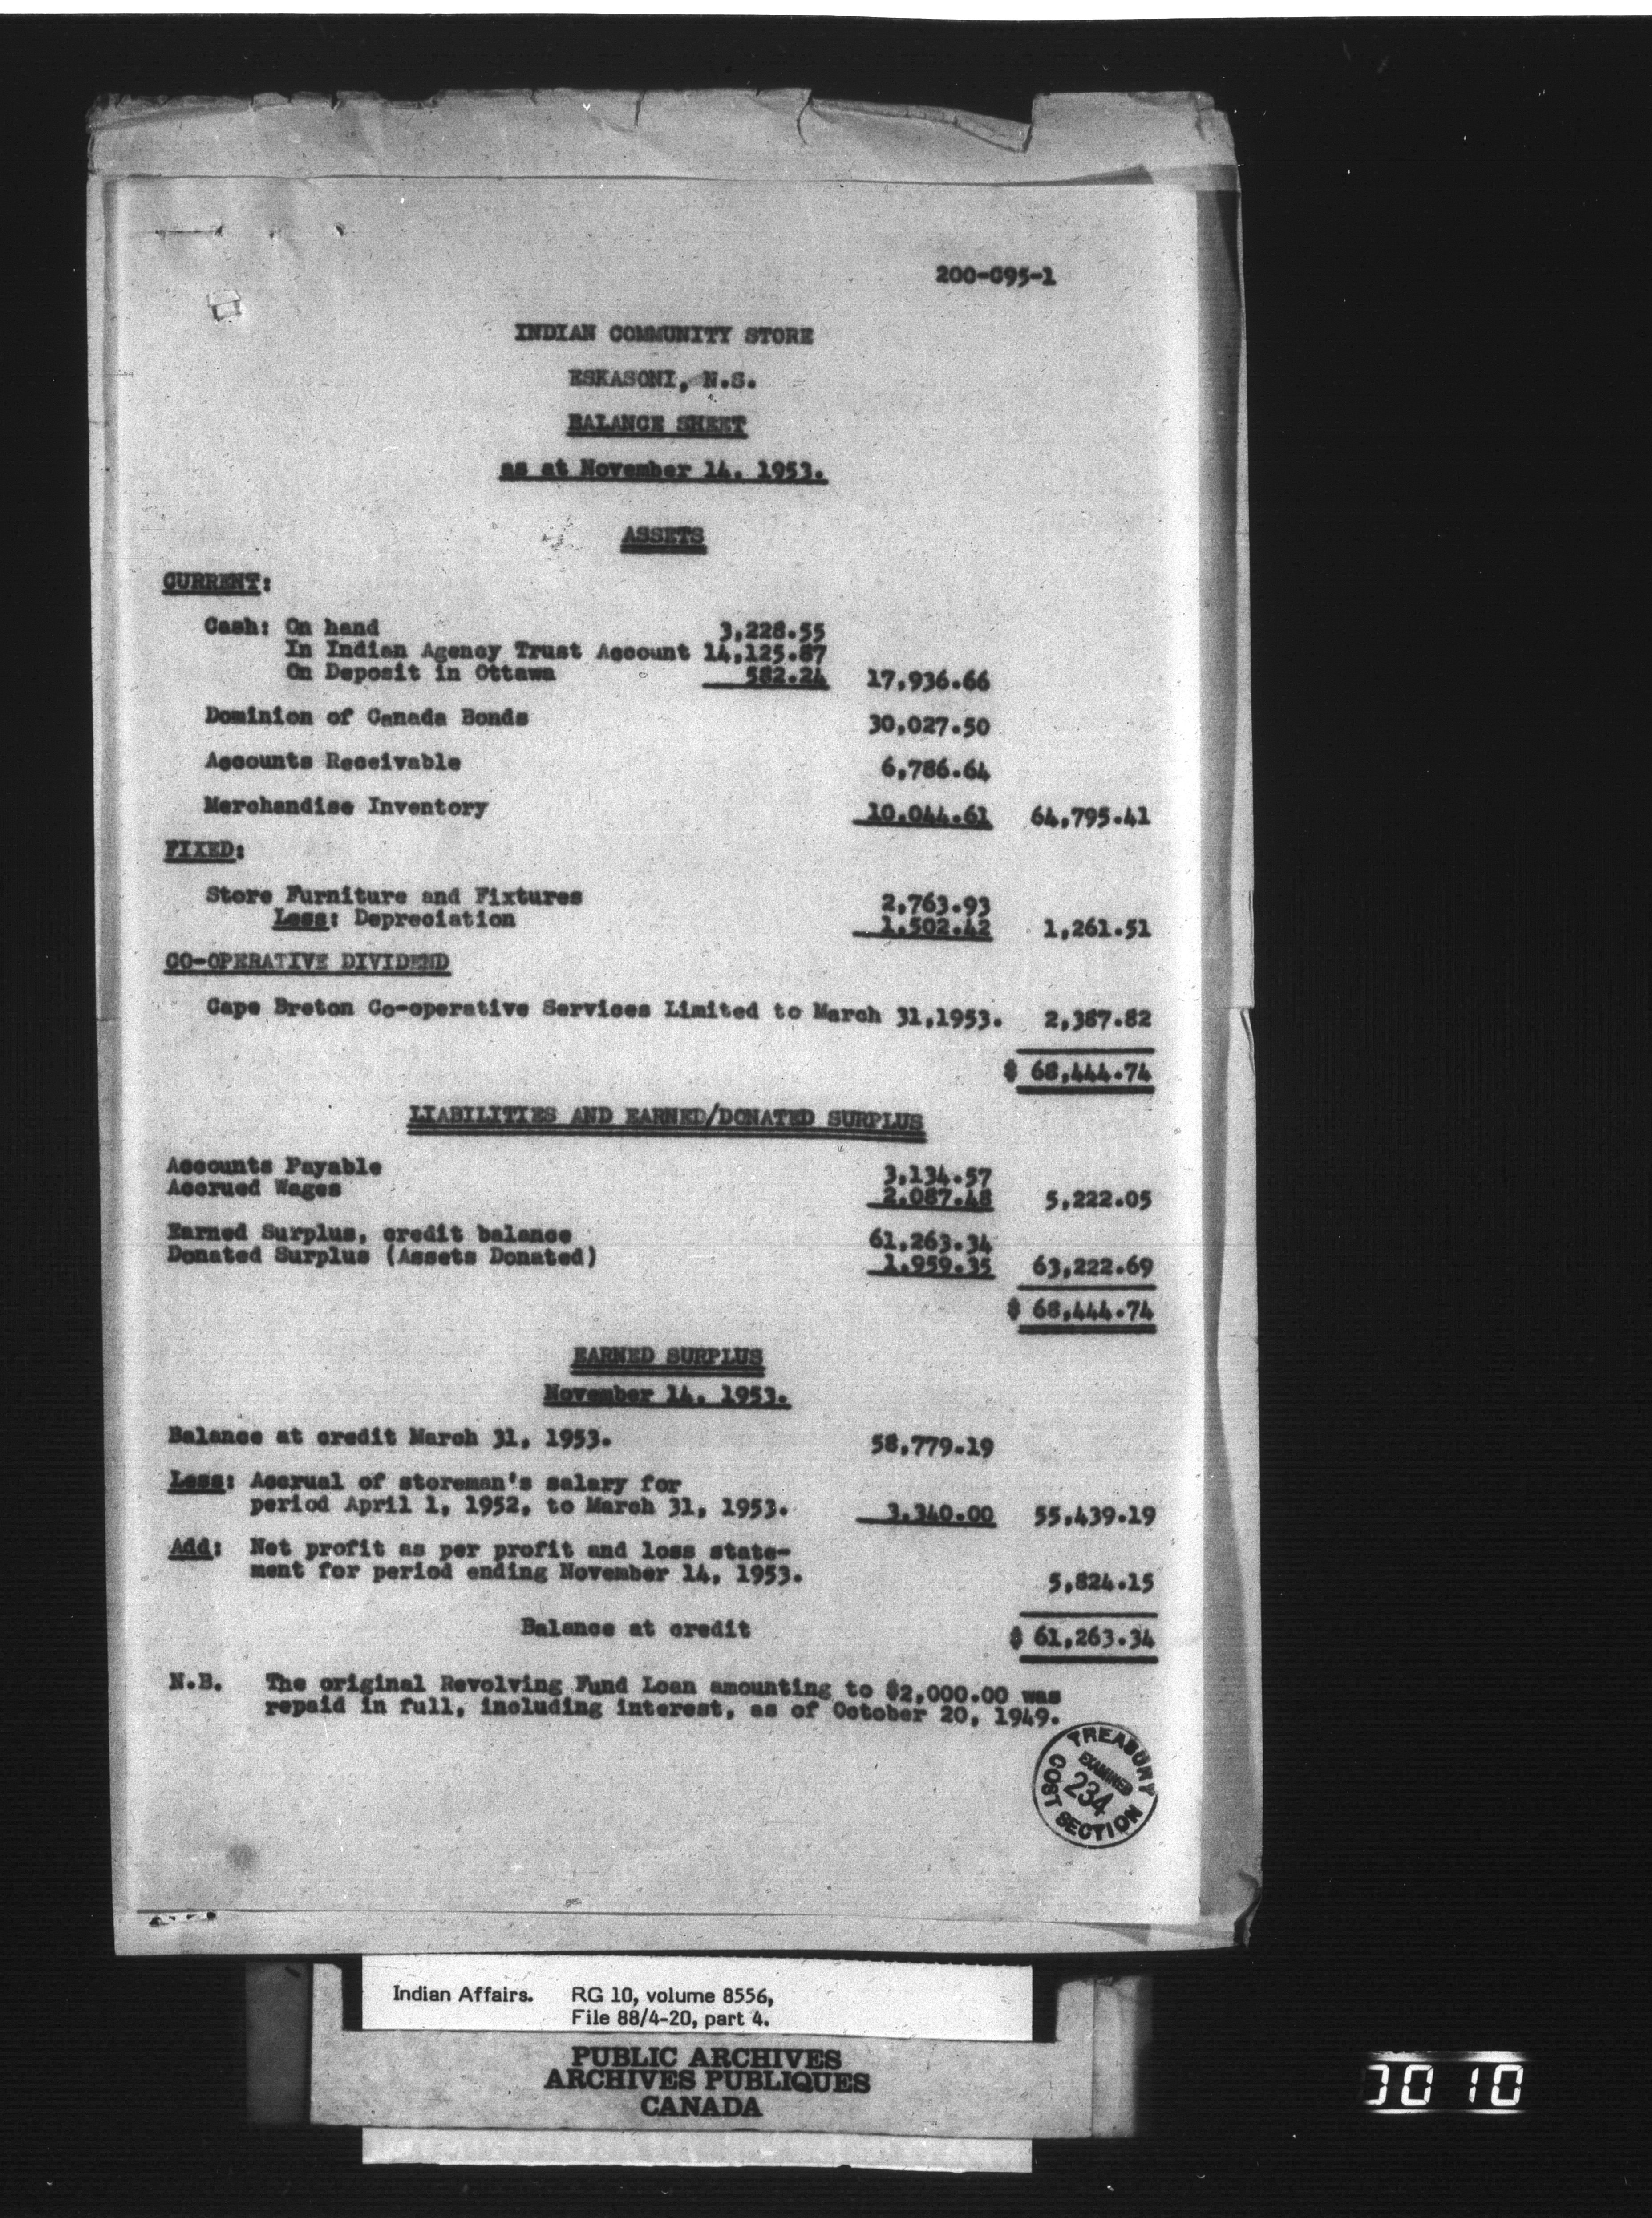 200-G95-1
INDIAN COMMUNITY STORE
ESKASONI, N.S.
BALANCE SHEET
as at November 14, 1953.
ASSETS
CURRENT:
Cash: On hand 3,228.55
In Indian Agency Trust Account 14,125.87
On Deposit in Ottawa 582.24 17,936.66
Dominion of Canada Bonds 30,027.50
Accounts Receivable 6,786.64
Merchandise Inventory 10,044.61 64,795.41
FIXED:
Store Furniture and Fixtures 2,763.93
Less: Depreciation 1,502.42 1,261.51
CO-OPERATIVE DIVIDEND
Cape Breton Co-operative Services Limited to March 31,1953. 2,387.82
$ 68,444.74
LIABILITIES AND EARNED/DONATED SURPLUS
Accounts Payable 3,134.57
Accrued Wages 2,087.48 5,222.05
Earned Surplus, credit balance 61,263.34
Donated Surplus (Assets Donated) 1,959.35 63,222.69
$ 68,444.74
EARNED SURPLUS
November 14, 1953.
Balance at credit March 31, 1953. 58,779.19
Less: Accrual of storeman's salary for
period April 1, 1952, to March 31, 1953. 3,340.00 55,439.19
Add: Net profit as per profit and loss state-
ment for period ending November 14, 1953. 5,824.15
Balance at credit $ 61,263.34
N.B. The original Revolving Fund Loan amounting to $2,000.00 was
repaid in full, including interest, as of October 20, 1949.
TREASURY
EXAMINED
234
COST SECTION
Indian Affairs. RG 10, volume 8556,
File 88/4-20, part 4.
PUBLIC ARCHIVES
ARCHIVES PUBLIQUES
CANADA
0010